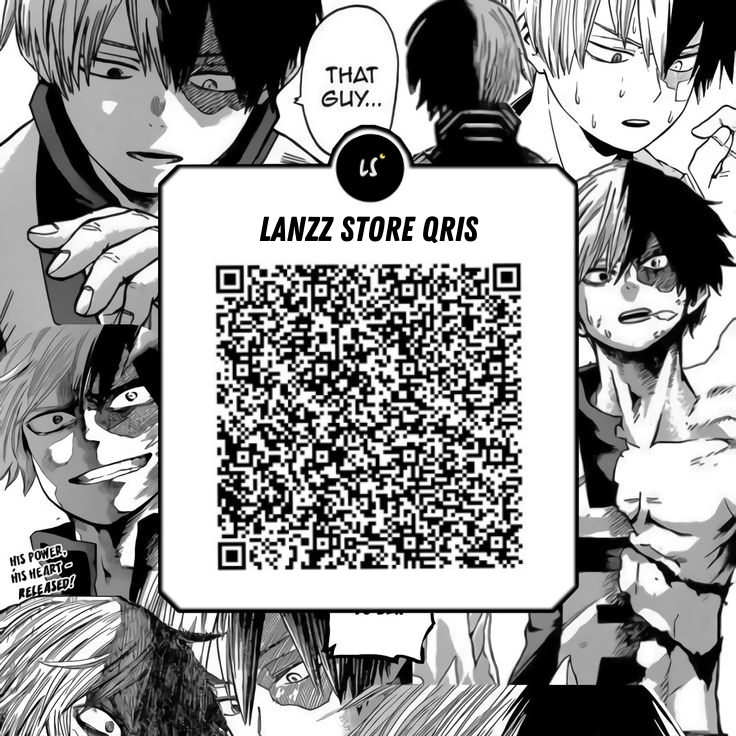 THAT
GUY...
LS
LANZZ STORE QRIS
HIS POWER,
HIS HEART –
RELEASED!